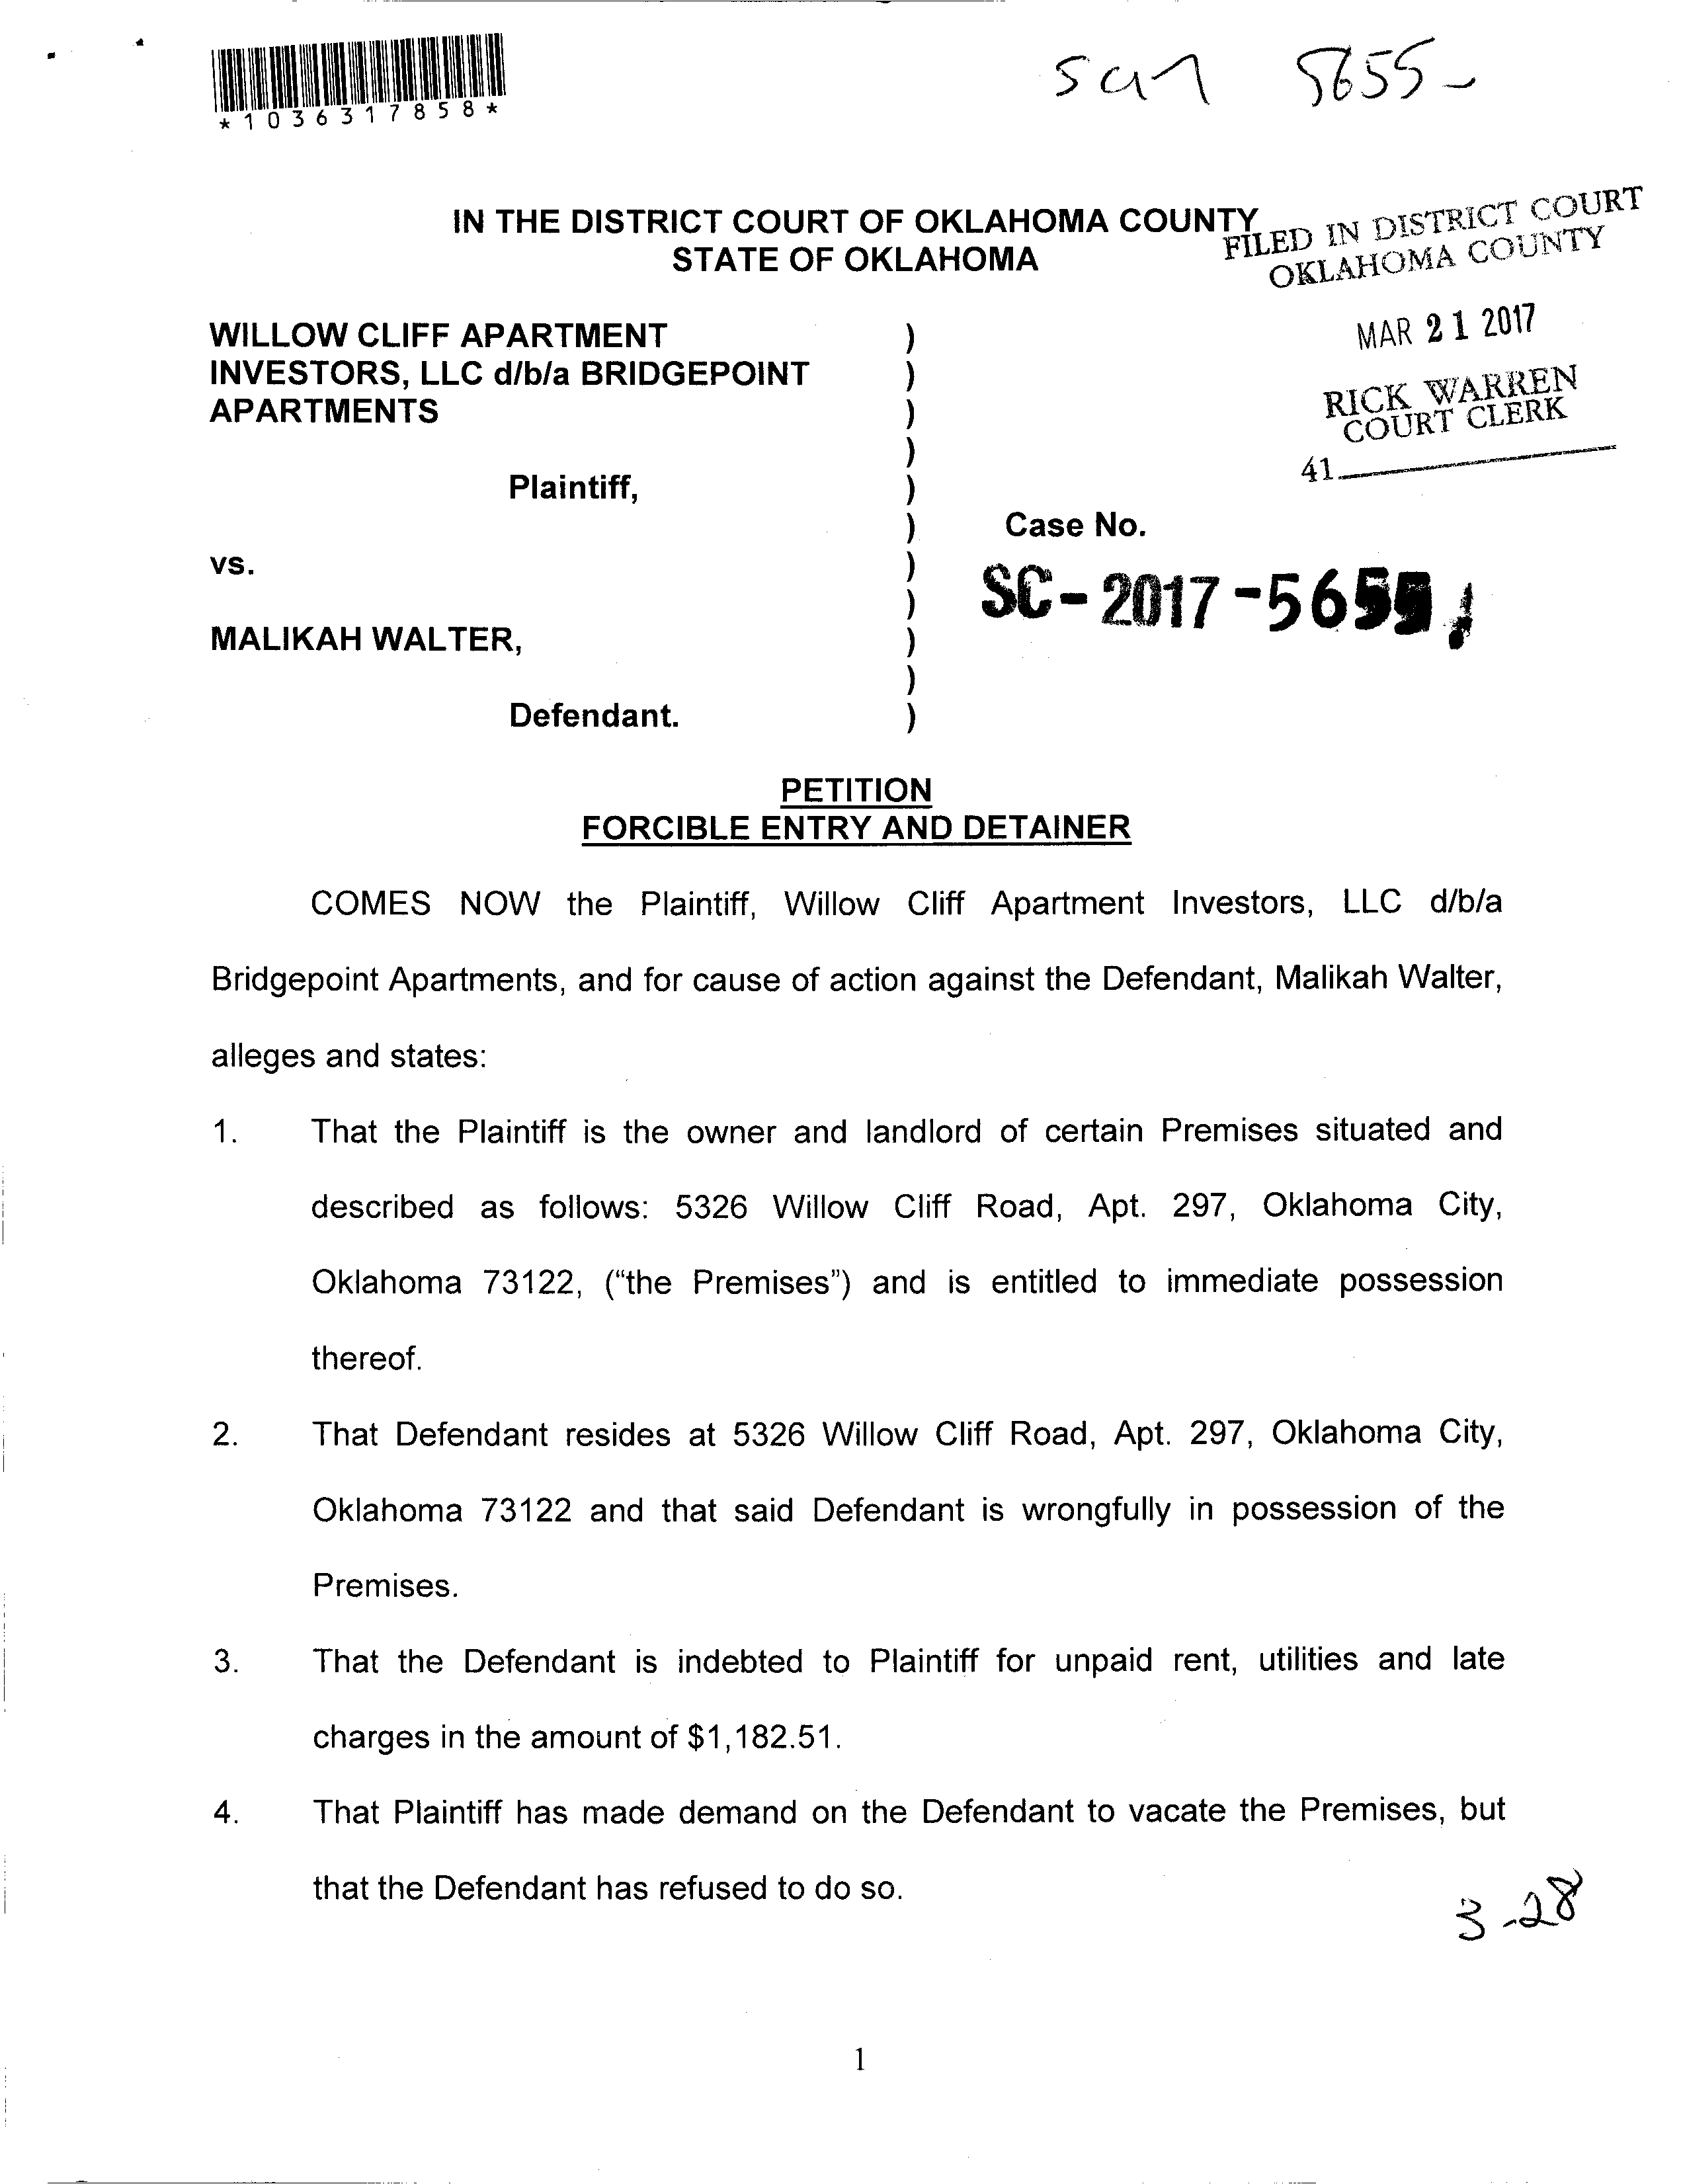 *1036317858*
5655-
IN THE DISTRICT COURT OF OKLAHOMA COUNTY
STATE OF OKLAHOMA
FILED IN DISTRICT COURT
OKLAHOMA COUNTY
MAR 21 2017
RICK WARREN
COURT CLERK
41
WILLOW CLIFF APARTMENT )
INVESTORS, LLC d/b/a BRIDGEPOINT )
APARTMENTS )
)
Plaintiff, )
) Case No.
vs. )
) SC-2017-5655
MALIKAH WALTER, )
)
Defendant. )
PETITION
FORCIBLE ENTRY AND DETAINER
COMES NOW the Plaintiff, Willow Cliff Apartment Investors, LLC d/b/a
Bridgepoint Apartments, and for cause of action against the Defendant, Malikah Walter,
alleges and states:
1. That the Plaintiff is the owner and landlord of certain Premises situated and
described as follows: 5326 Willow Cliff Road, Apt. 297, Oklahoma City,
Oklahoma 73122, (“the Premises”) and is entitled to immediate possession
thereof.
2. That Defendant resides at 5326 Willow Cliff Road, Apt. 297, Oklahoma City,
Oklahoma 73122 and that said Defendant is wrongfully in possession of the
Premises.
3. That the Defendant is indebted to Plaintiff for unpaid rent, utilities and late
charges in the amount of $1,182.51.
4. That Plaintiff has made demand on the Defendant to vacate the Premises, but
that the Defendant has refused to do so.
3-28
1